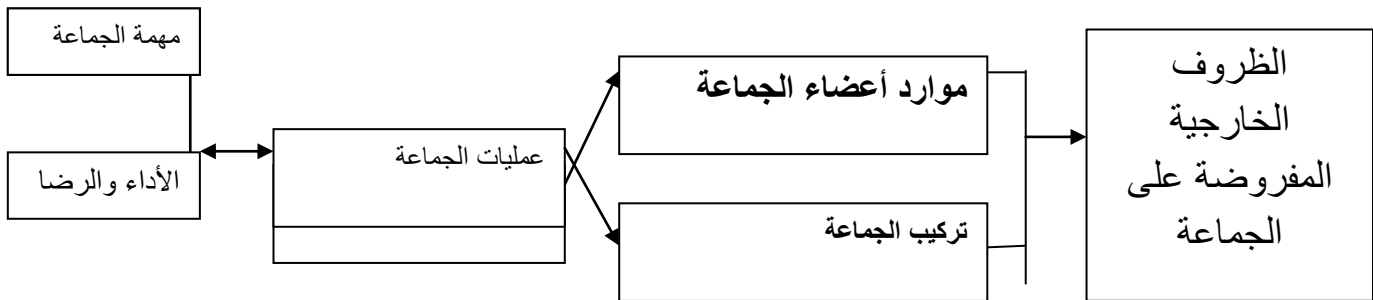 الظروف
الخارجية
المفروضة على
الجماعة
موارد أعضاء الجماعة
تركيب الجماعة
عمليات الجماعة
مهمة الجماعة
الأداء والرضا